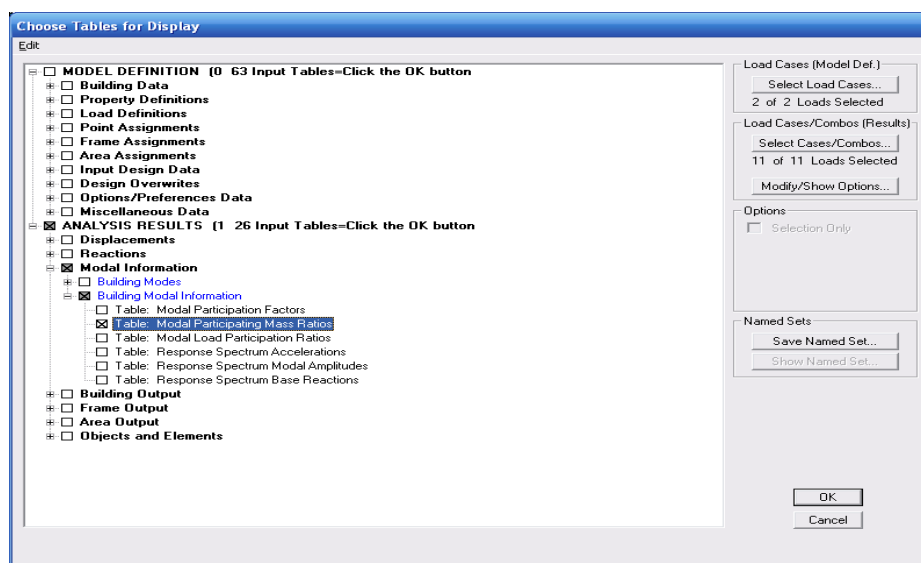 Choose Tables for Display
Edit
MODEL DEFINITION (0 63 Input Tables=Click the OK button
Building Data
Property Definitions
Load Definitions
Point Assignments
Frame Assignments
Area Assignments
Input Design Data
Design Overwrites
Options/Preferences Data
Miscellaneous Data
ANALYSIS RESULTS (1 26 Input Tables=Click the OK button
Displacements
Reactions
Modal Information
Building Modes
Building Modal Information
Table: Modal Participation Factors
Table: Modal Participating Mass Ratios
Table: Modal Load Participation Ratios
Table: Response Spectrum Accelerations
Table: Response Spectrum Modal Amplitudes
Table: Response Spectrum Base Reactions
Building Output
Frame Output
Area Output
Objects and Elements
Load Cases (Model Def.)
Select Load Cases...
2 of 2 Loads Selected
Load Cases/Combos (Results)
Select Cases/Combos...
11 of 11 Loads Selected
Modify/Show Options...
Options
Selection Only
Named Sets
Save Named Set...
Show Named Set...
OK
Cancel